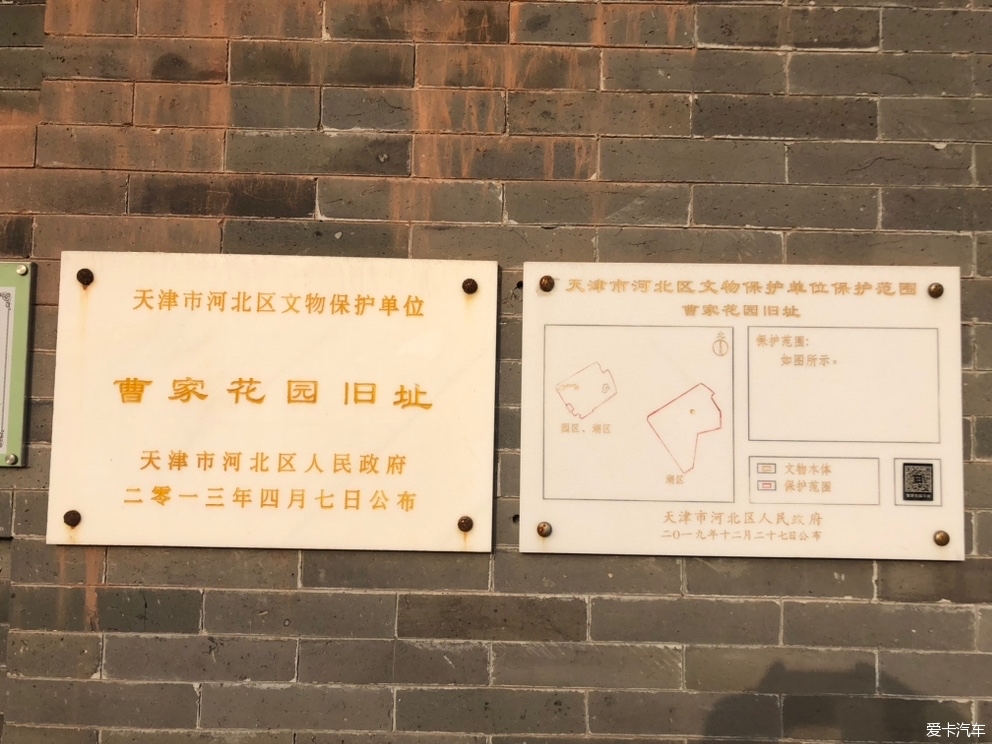 天津市河北区文物保护单位
曹家花园旧址
天津市河北区人民政府
二零一三年四月七日公布
天津市河北区文物保护单位保护范围
曹家花园旧址
北
保护范围:
如图所示。
园区、湖区
湖区
文物本体
保护范围
天津市河北区人民政府
二〇一九年十二月二十七日公布
爱卡汽车